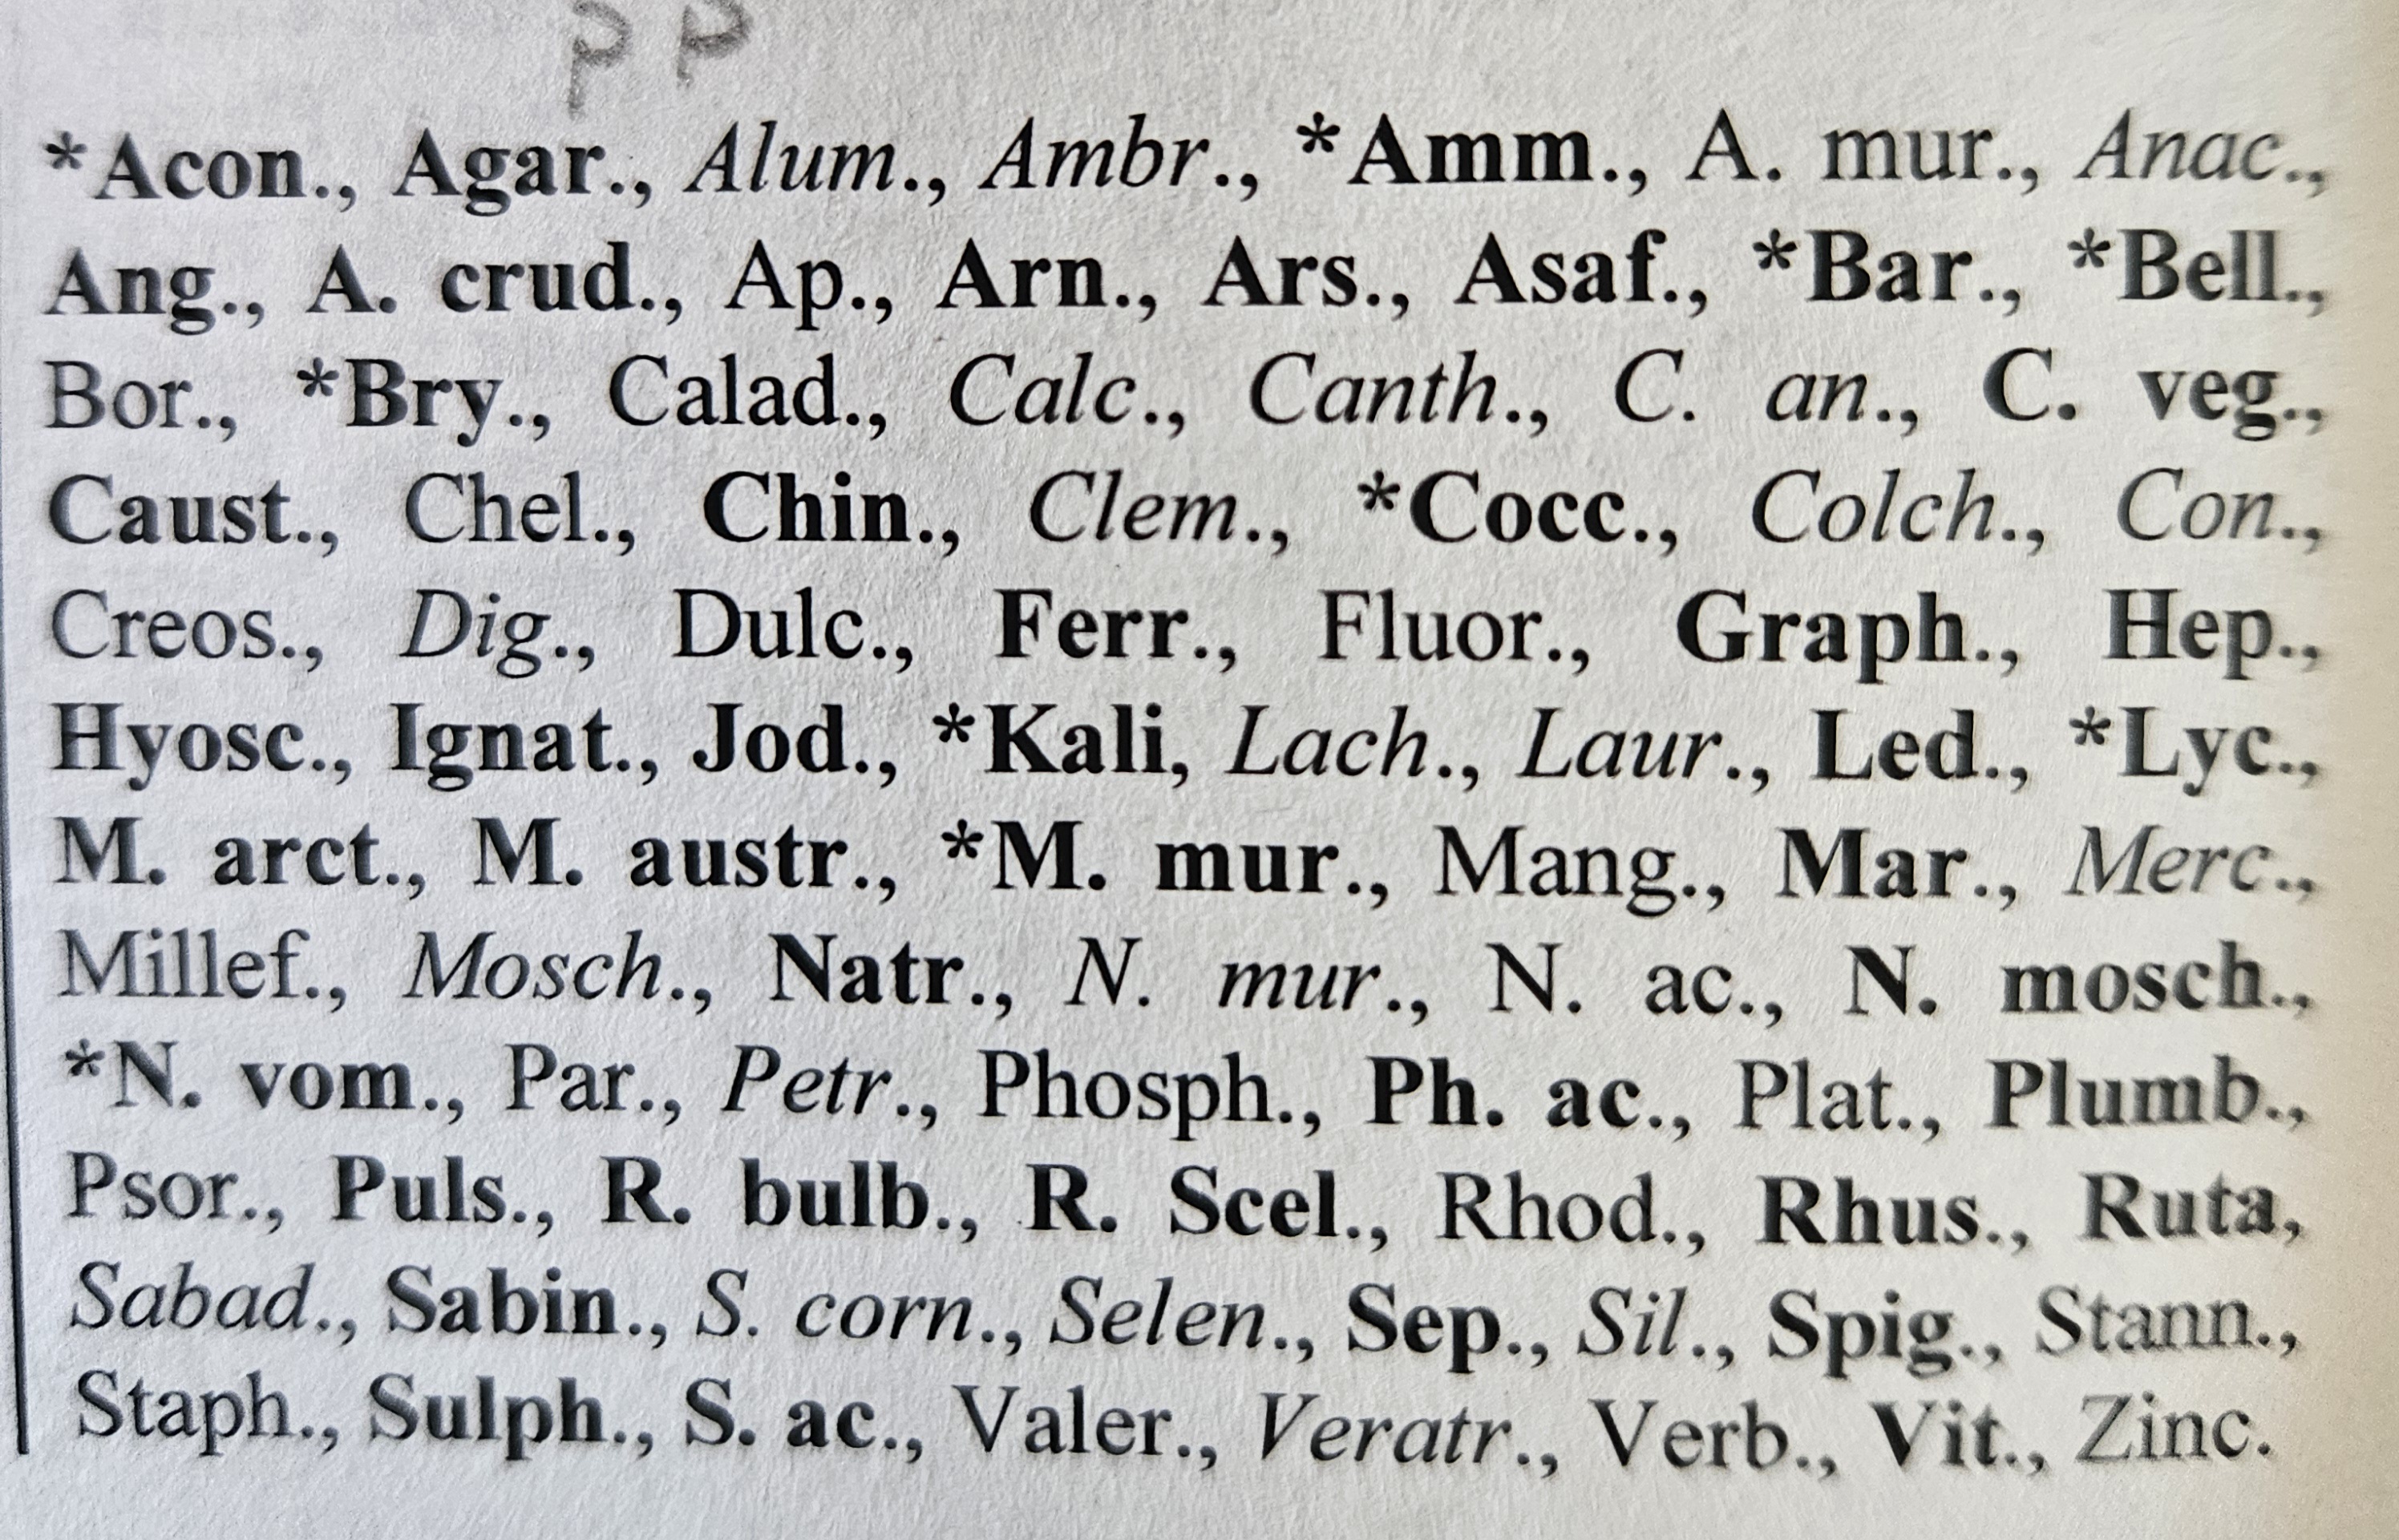 PP
*Acon., Agar., Alum., Ambr., *Amm., A. mur., Anac.,
Ang., A. crud., Ap., Arn., Ars., Asaf., *Bar., *Bell.,
Bor., *Bry., Calad., Calc., Canth., C. an., C. veg.,
Caust., Chel., Chin., Clem., *Cocc., Colch., Con.,
Creos., Dig., Dulc., Ferr., Fluor., Graph., Hep.,
Hyosc., Ignat., Jod., *Kali, Lach., Laur., Led., *Lyc.,
M. arct., M. austr., *M. mur., Mang., Mar., Merc.,
Millef., Mosch., Natr., N. mur., N. ac., N. mosch.,
*N. vom., Par., Petr., Phosph., Ph. ac., Plat., Plumb.,
Psor., Puls., R. bulb., R. Scel., Rhod., Rhus., Ruta,
Sabad., Sabin., S. corn., Selen., Sep., Sil., Spig., Stann.,
Staph., Sulph., S. ac., Valer., Veratr., Verb., Vit., Zinc.